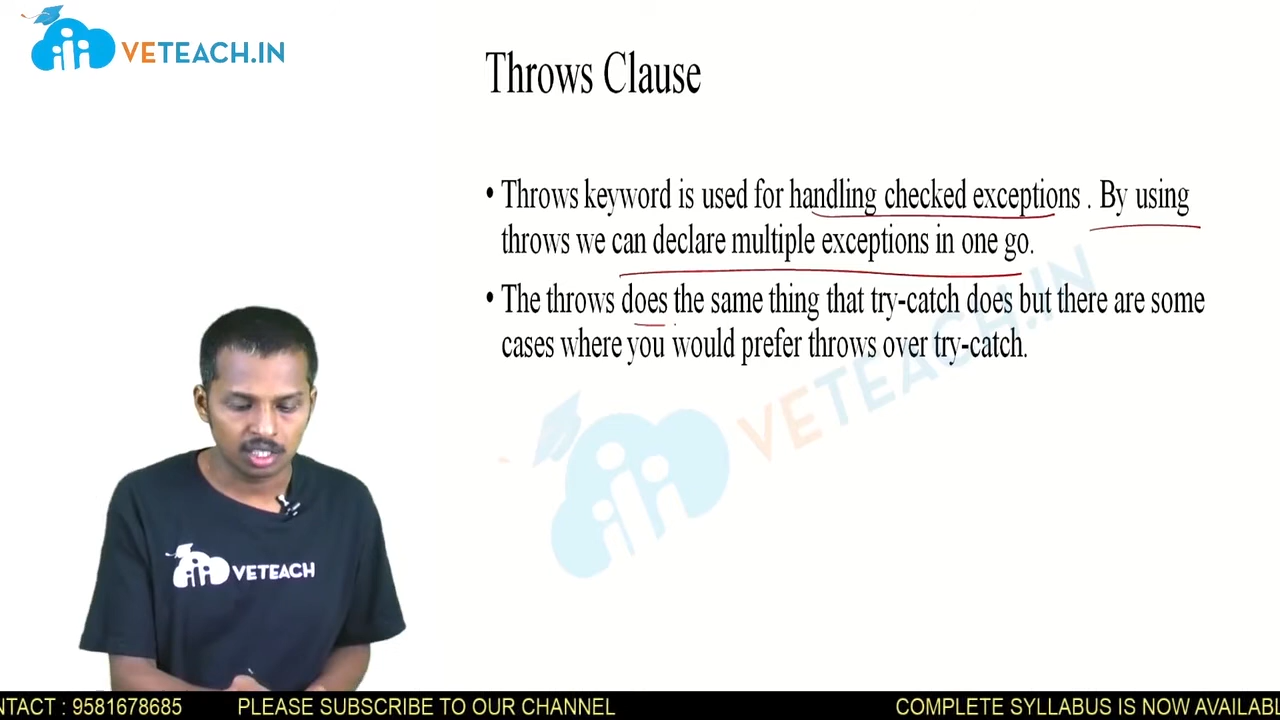 VETEACH.IN
Throws Clause
• Throws keyword is used for handling checked exceptions . By using
throws we can declare multiple exceptions in one go.
• The throws does the same thing that try-catch does but there are some
cases where you would prefer throws over try-catch.
VETEACH.IN
VETEACH
NTACT : 9581678685 PLEASE SUBSCRIBE TO OUR CHANNEL COMPLETE SYLLABUS IS NOW AVAILABL